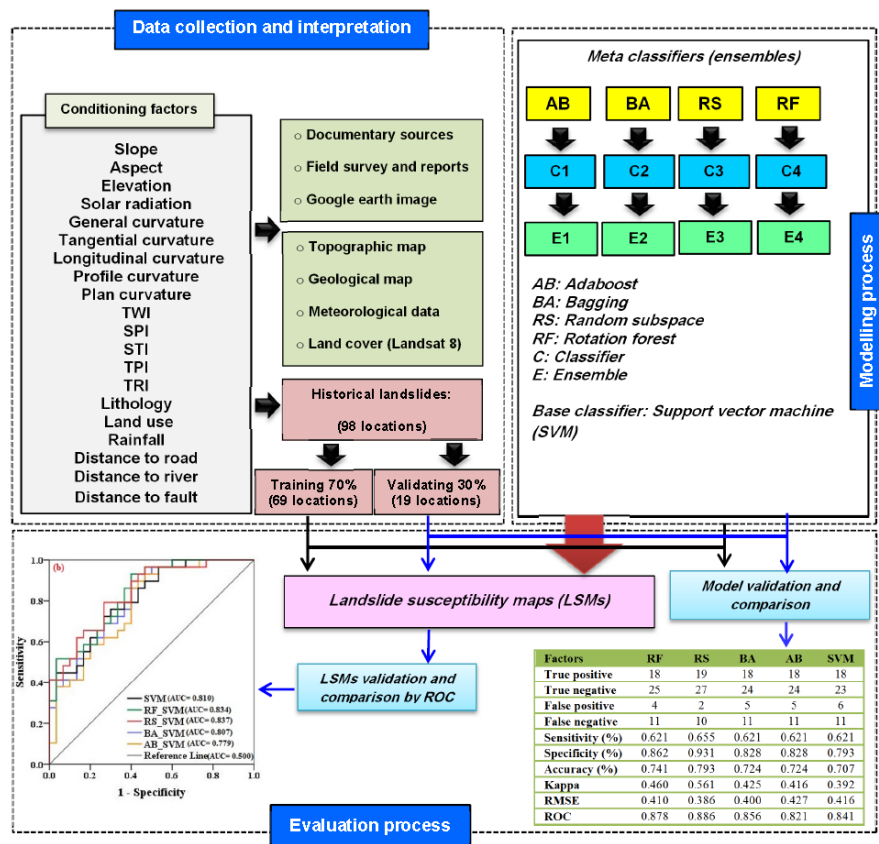 Data collection and interpretation
Conditioning factors
Slope
Aspect
Elevation
Solar radiation
General curvature
Tangential curvature
Longitudinal curvature
Profile curvature
Plan curvature
TWI
SPI
STI
TPI
TRI
Lithology
Land use
Rainfall
Distance to road
Distance to river
Distance to fault
○ Documentary sources
○ Field survey and reports
○ Google earth image
○ Topographic map
○ Geological map
○ Meteorological data
○ Land cover (Landsat 8)
Historical landslides:
(98 locations)
Training 70%
(69 locations)
Validating 30%
(19 locations)
Meta classifiers (ensembles)
AB BA RS RF
C1 C2 C3 C4
E1 E2 E3 E4
AB: Adaboost
BA: Bagging
RS: Random subspace
RF: Rotation forest
C: Classifier
E: Ensemble
Base classifier: Support vector machine
(SVM)
Modelling process
Landslide susceptibility maps (LSMs)
Model validation and
comparison
LSMs validation and
comparison by ROC
(b)
Sensitivity
1.0
0.8
0.6
0.4
0.2
0.0
SVM(AUC= 0.810)
RF_SVM(AUC= 0.834)
RS_SVM(AUC= 0.837)
BA_SVM(AUC= 0.807)
AB_SVM(AUC= 0.779)
Reference Line(AUC= 0.500)
0.0 0.2 0.4 0.6 0.8 1.0
1 - Specificity
Factors RF RS BA AB SVM
True positive 18 19 18 18 18
True negative 25 27 24 24 23
False positive 4 2 5 5 6
False negative 11 10 11 11 11
Sensitivity (%) 0.621 0.655 0.621 0.621 0.621
Specificity (%) 0.862 0.931 0.828 0.828 0.793
Accuracy (%) 0.741 0.793 0.724 0.724 0.707
Kappa 0.460 0.561 0.425 0.416 0.392
RMSE 0.410 0.386 0.400 0.427 0.416
ROC 0.878 0.886 0.856 0.821 0.841
Evaluation process